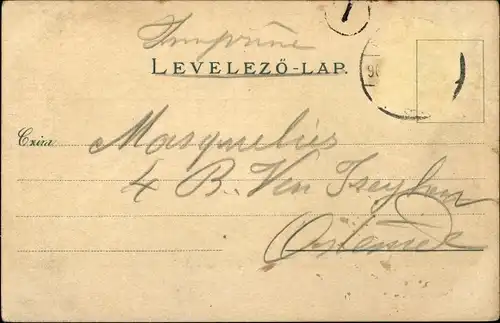 Imprimé
LEVELEZŐ-LAP.
Czím:
Masquelier
4 B. Van Iseghem
Ostende